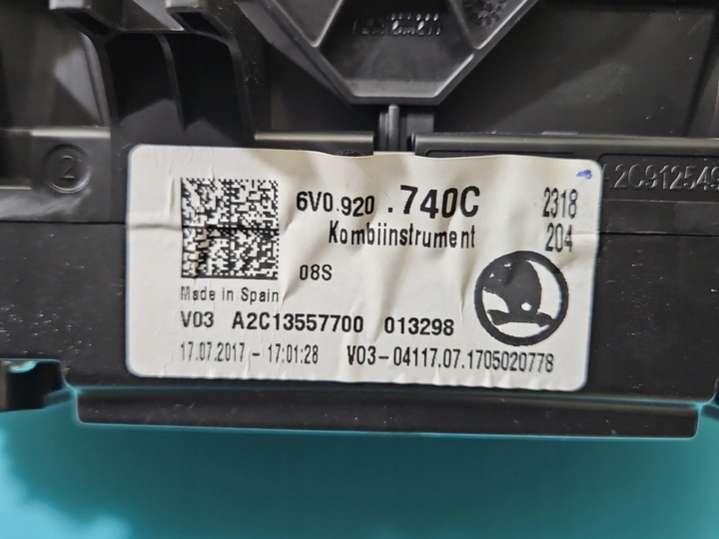 2
6V0.920 .740C 2318
Kombiinstrument 204
08S
Made in Spain
V03 A2C13557700 013298
17.07.2017 - 17:01:28 V03-04117.07.1705020778